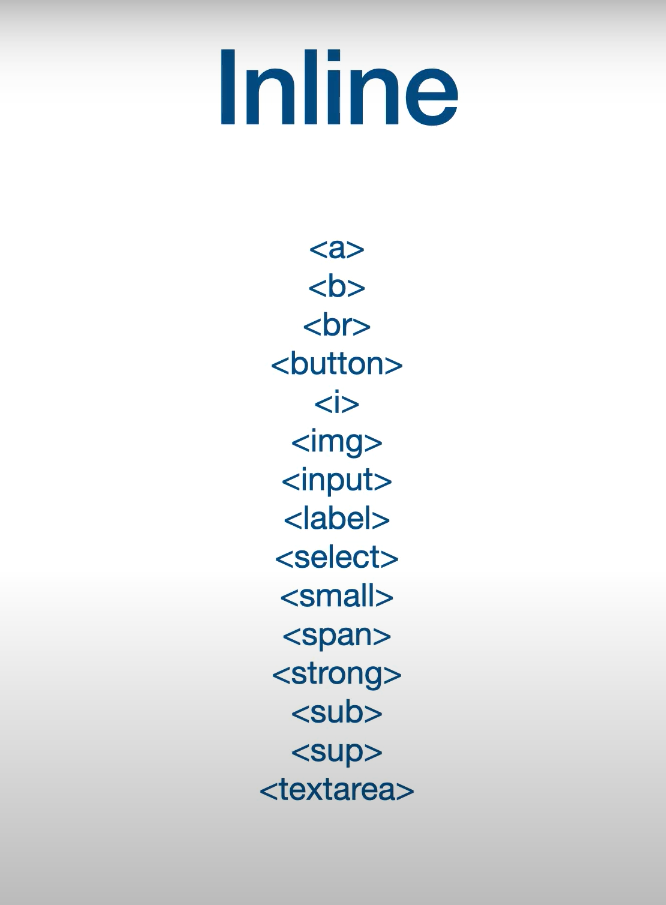 Inline
<a>
<b>
<br>
<button>
<i>
<img>
<input>
<label>
<select>
<small>
<span>
<strong>
<sub>
<sup>
<textarea>